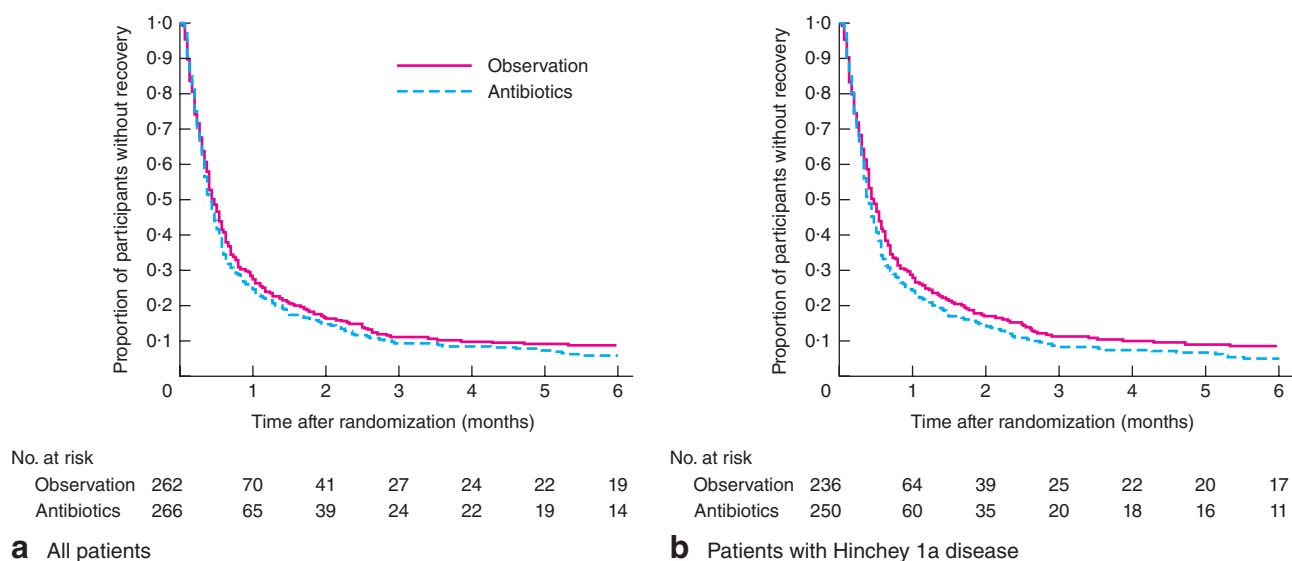 Proportion of participants without recovery
1·0
0·9
0·8
0·7
0·6
0·5
0·4
0·3
0·2
0·1
Observation
Antibiotics
0 1 2 3 4 5 6
Time after randomization (months)
No. at risk
Observation 262 70 41 27 24 22 19
Antibiotics 266 65 39 24 22 19 14
a All patients
Proportion of participants without recovery
1·0
0·9
0·8
0·7
0·6
0·5
0·4
0·3
0·2
0·1
0 1 2 3 4 5 6
Time after randomization (months)
No. at risk
Observation 236 64 39 25 22 20 17
Antibiotics 250 60 35 20 18 16 11
b Patients with Hinchey 1a disease